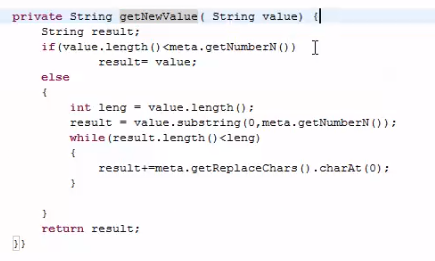 private String getNewValue( String value) {
String result;
if(value.length()<meta.getNumberN())
result= value;
else
{
int leng = value.length();
result = value.substring(0,meta.getNumberN());
while(result.length()<leng)
{
result+=meta.getReplaceChars().charAt(0);
}
}
return result;
}}